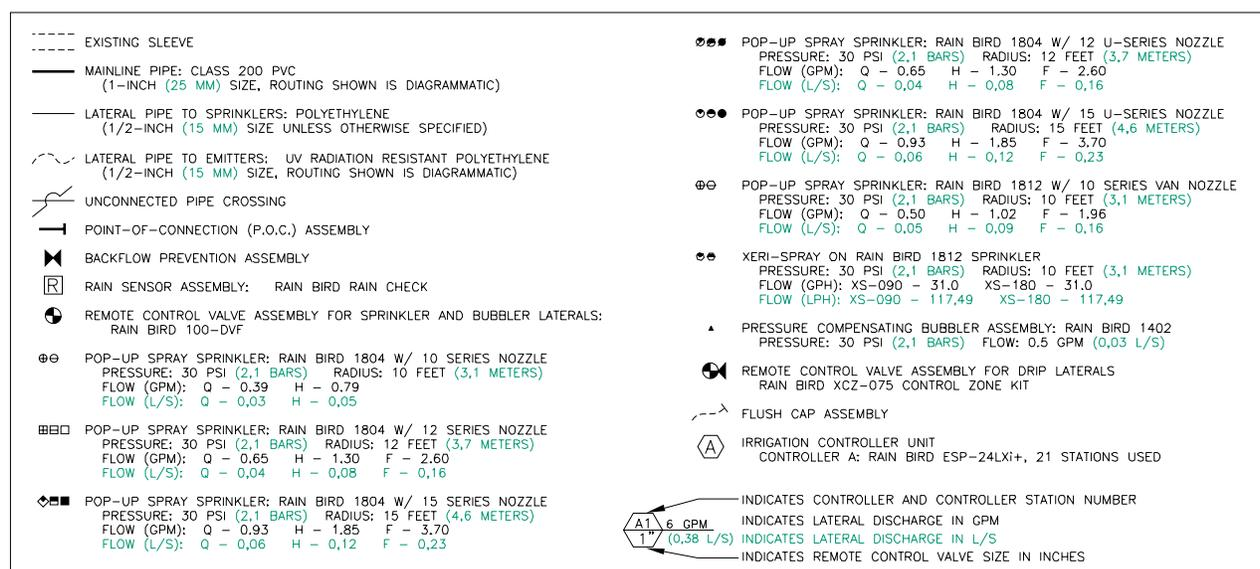 EXISTING SLEEVE
MAINLINE PIPE: CLASS 200 PVC
(1-INCH (25 MM) SIZE, ROUTING SHOWN IS DIAGRAMMATIC)
LATERAL PIPE TO SPRINKLERS: POLYETHYLENE
(1/2-INCH (15 MM) SIZE UNLESS OTHERWISE SPECIFIED)
LATERAL PIPE TO EMITTERS: UV RADIATION RESISTANT POLYETHYLENE
(1/2-INCH (15 MM) SIZE, ROUTING SHOWN IS DIAGRAMMATIC)
UNCONNECTED PIPE CROSSING
POINT-OF-CONNECTION (P.O.C.) ASSEMBLY
BACKFLOW PREVENTION ASSEMBLY
R RAIN SENSOR ASSEMBLY: RAIN BIRD RAIN CHECK
REMOTE CONTROL VALVE ASSEMBLY FOR SPRINKLER AND BUBBLER LATERALS:
RAIN BIRD 100-DVF
POP-UP SPRAY SPRINKLER: RAIN BIRD 1804 W/ 10 SERIES NOZZLE
PRESSURE: 30 PSI (2,1 BARS) RADIUS: 10 FEET (3,1 METERS)
FLOW (GPM): Q - 0.39 H - 0.79
FLOW (L/S): Q - 0,03 H - 0,05
POP-UP SPRAY SPRINKLER: RAIN BIRD 1804 W/ 12 SERIES NOZZLE
PRESSURE: 30 PSI (2,1 BARS) RADIUS: 12 FEET (3,7 METERS)
FLOW (GPM): Q - 0.65 H - 1.30 F - 2.60
FLOW (L/S): Q - 0,04 H - 0,08 F - 0,16
POP-UP SPRAY SPRINKLER: RAIN BIRD 1804 W/ 15 SERIES NOZZLE
PRESSURE: 30 PSI (2,1 BARS) RADIUS: 15 FEET (4,6 METERS)
FLOW (GPM): Q - 0.93 H - 1.85 F - 3.70
FLOW (L/S): Q - 0,06 H - 0,12 F - 0,23
POP-UP SPRAY SPRINKLER: RAIN BIRD 1804 W/ 12 U-SERIES NOZZLE
PRESSURE: 30 PSI (2,1 BARS) RADIUS: 12 FEET (3,7 METERS)
FLOW (GPM): Q - 0.65 H - 1.30 F - 2.60
FLOW (L/S): Q - 0,04 H - 0,08 F - 0,16
POP-UP SPRAY SPRINKLER: RAIN BIRD 1804 W/ 15 U-SERIES NOZZLE
PRESSURE: 30 PSI (2,1 BARS) RADIUS: 15 FEET (4,6 METERS)
FLOW (GPM): Q - 0.93 H - 1.85 F - 3.70
FLOW (L/S): Q - 0,06 H - 0,12 F - 0,23
POP-UP SPRAY SPRINKLER: RAIN BIRD 1812 W/ 10 SERIES VAN NOZZLE
PRESSURE: 30 PSI (2,1 BARS) RADIUS: 10 FEET (3,1 METERS)
FLOW (GPM): Q - 0.50 H - 1.02 F - 1.96
FLOW (L/S): Q - 0,05 H - 0,09 F - 0,16
XERI-SPRAY ON RAIN BIRD 1812 SPRINKLER
PRESSURE: 30 PSI (2,1 BARS) RADIUS: 10 FEET (3,1 METERS)
FLOW (GPH): XS-090 - 31.0 XS-180 - 31.0
FLOW (LPH): XS-090 - 117,49 XS-180 - 117,49
PRESSURE COMPENSATING BUBBLER ASSEMBLY: RAIN BIRD 1402
PRESSURE: 30 PSI (2,1 BARS) FLOW: 0.5 GPM (0,03 L/S)
REMOTE CONTROL VALVE ASSEMBLY FOR DRIP LATERALS
RAIN BIRD XCZ-075 CONTROL ZONE KIT
FLUSH CAP ASSEMBLY
A IRRIGATION CONTROLLER UNIT
CONTROLLER A: RAIN BIRD ESP-24LXi+, 21 STATIONS USED
INDICATES CONTROLLER AND CONTROLLER STATION NUMBER
A1 6 GPM INDICATES LATERAL DISCHARGE IN GPM
1" (0,38 L/S) INDICATES LATERAL DISCHARGE IN L/S
INDICATES REMOTE CONTROL VALVE SIZE IN INCHES